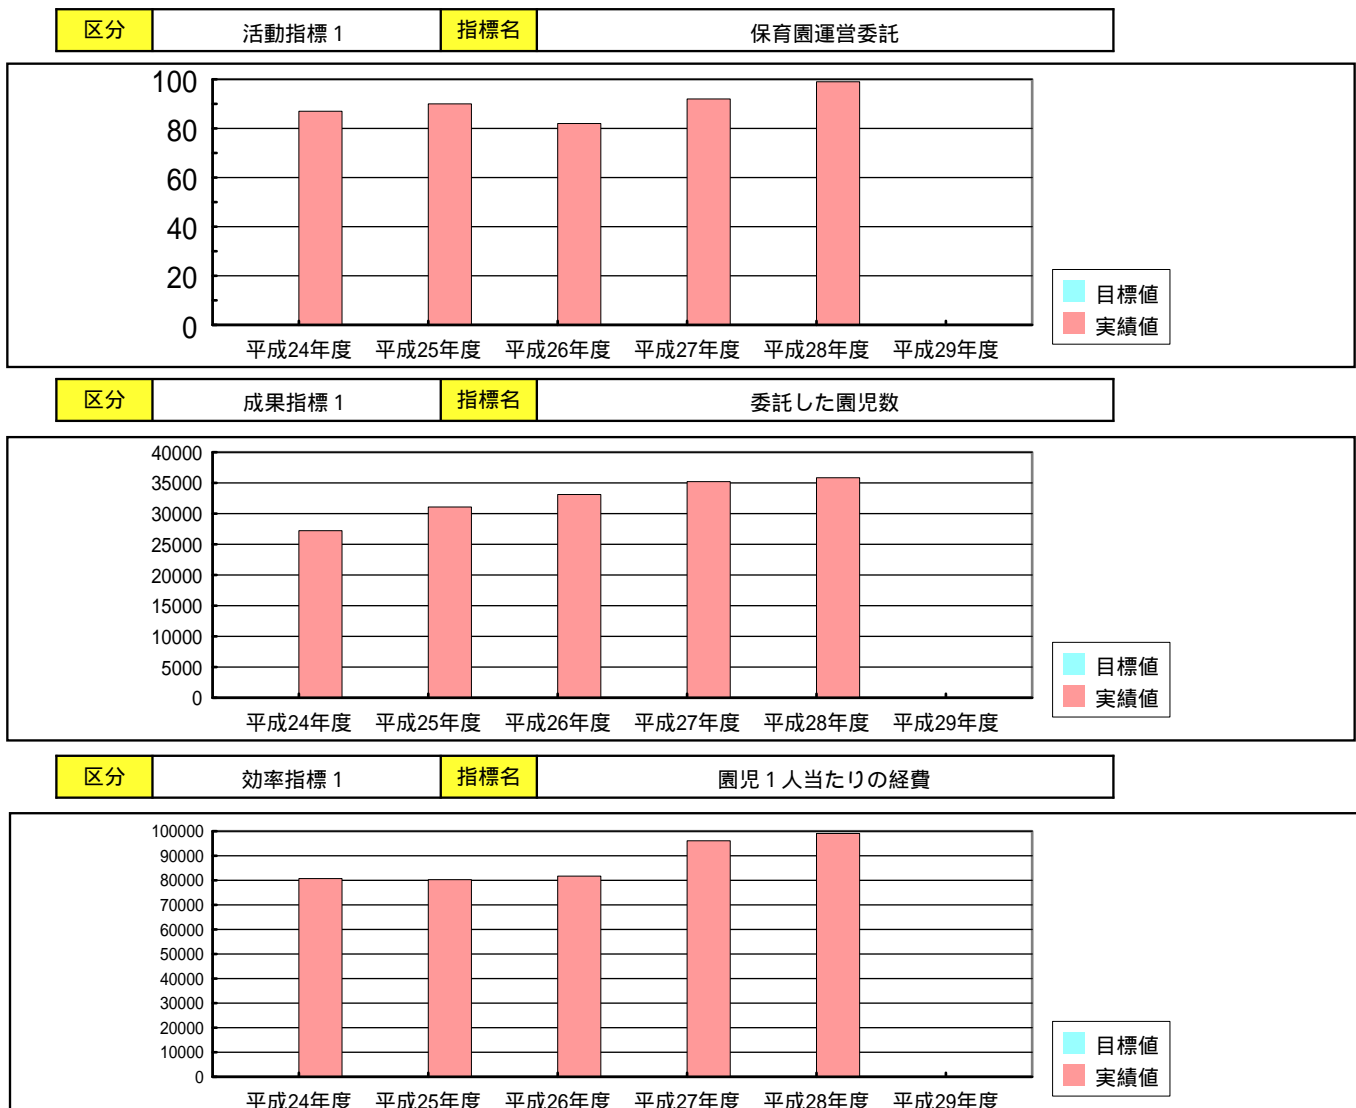 区分 活動指標１ 指標名 保育園運営委託
100
80
60
40
20
0
平成24年度 平成25年度 平成26年度 平成27年度 平成28年度 平成29年度
目標値
実績値
区分 成果指標１ 指標名 委託した園児数
40000
35000
30000
25000
20000
15000
10000
5000
0
平成24年度 平成25年度 平成26年度 平成27年度 平成28年度 平成29年度
目標値
実績値
区分 効率指標１ 指標名 園児１人当たりの経費
100000
90000
80000
70000
60000
50000
40000
30000
20000
10000
0
平成24年度 平成25年度 平成26年度 平成27年度 平成28年度 平成29年度
目標値
実績値